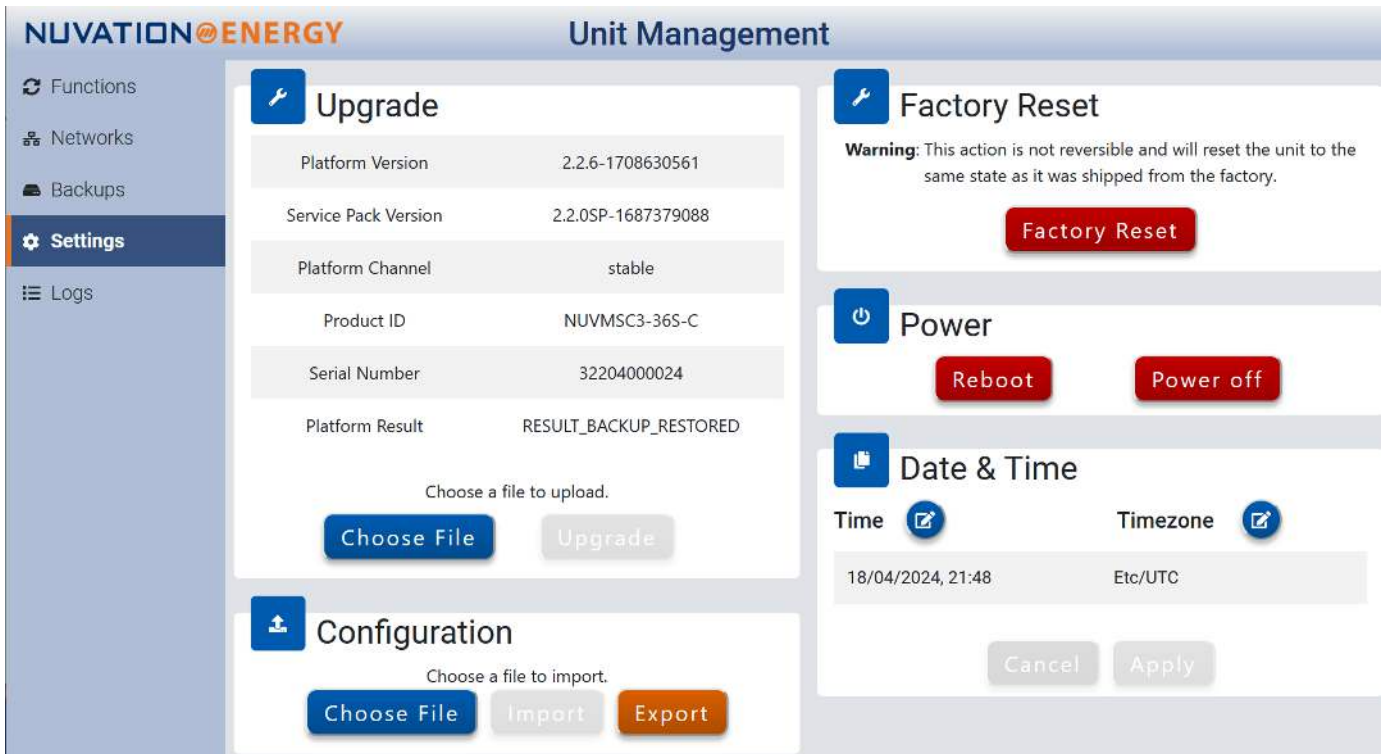 NUVATION ENERGY
Unit Management
Functions
Networks
Backups
Settings
Logs
Upgrade
Platform Version 2.2.6-1708630561
Service Pack Version 2.2.0SP-1687379088
Platform Channel stable
Product ID NUVMSC3-36S-C
Serial Number 32204000024
Platform Result RESULT_BACKUP_RESTORED
Choose a file to upload.
Choose File Upgrade
Configuration
Choose a file to import.
Choose File Import Export
Factory Reset
Warning: This action is not reversible and will reset the unit to the
same state as it was shipped from the factory.
Factory Reset
Power
Reboot Power off
Date & Time
Time Timezone
18/04/2024, 21:48 Etc/UTC
Cancel Apply